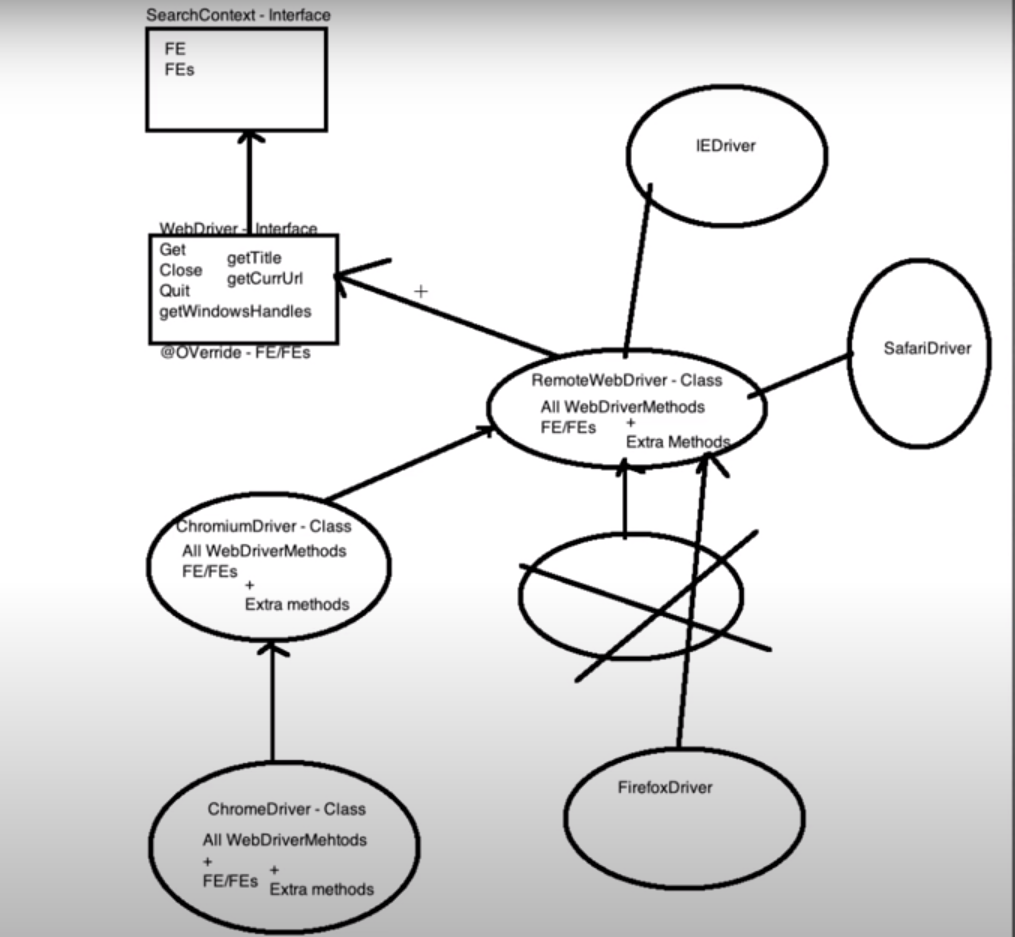 SearchContext - Interface
FE
FEs
IEDriver
WebDriver - Interface
Get
getTitle
Close
getCurrUrl
Quit
getWindowsHandles
@OVerride - FE/FEs
SafariDriver
RemoteWebDriver - Class
All WebDriverMethods
FE/FEs
+
Extra Methods
ChromiumDriver - Class
All WebDriverMethods
FE/FEs
+
Extra methods
FirefoxDriver
ChromeDriver - Class
All WebDriverMehtods
+
FE/FEs
+
Extra methods